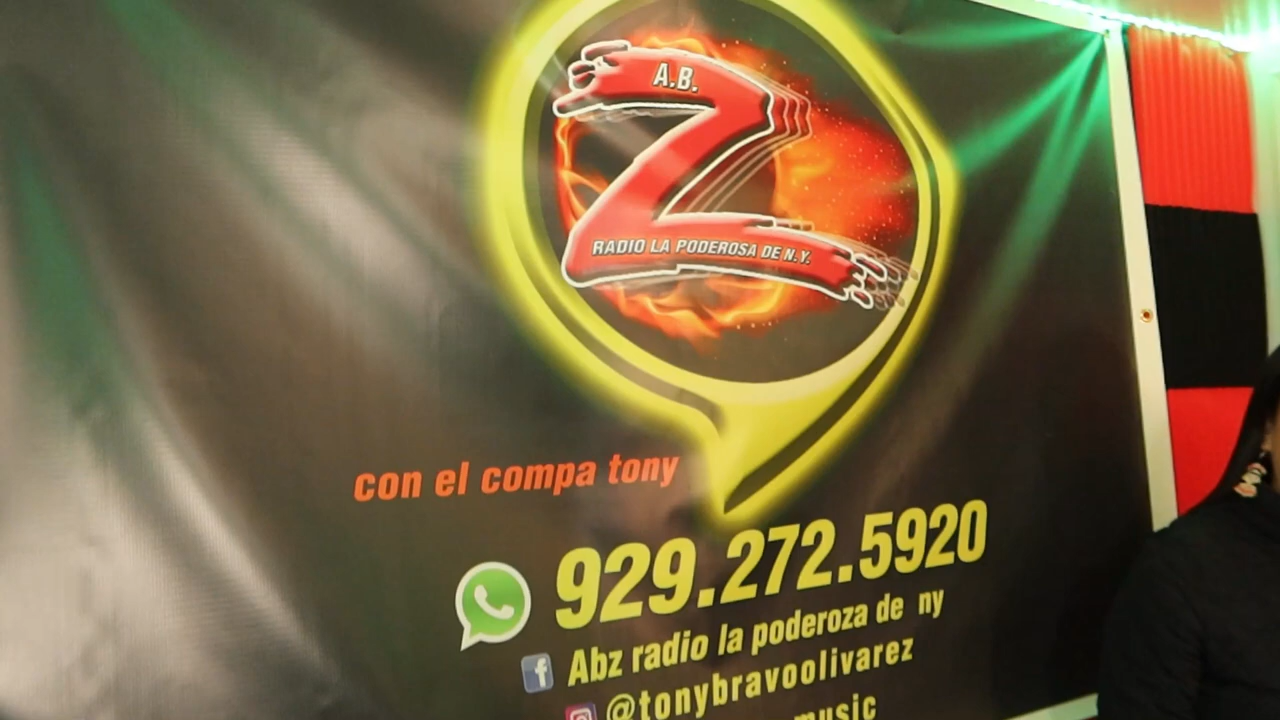 A.B.
Z
RADIO LA PODEROSA DE N.Y.
con el compa tony
929.272.5920
Abz radio la poderoza de ny
@tonybravoolivarez
music